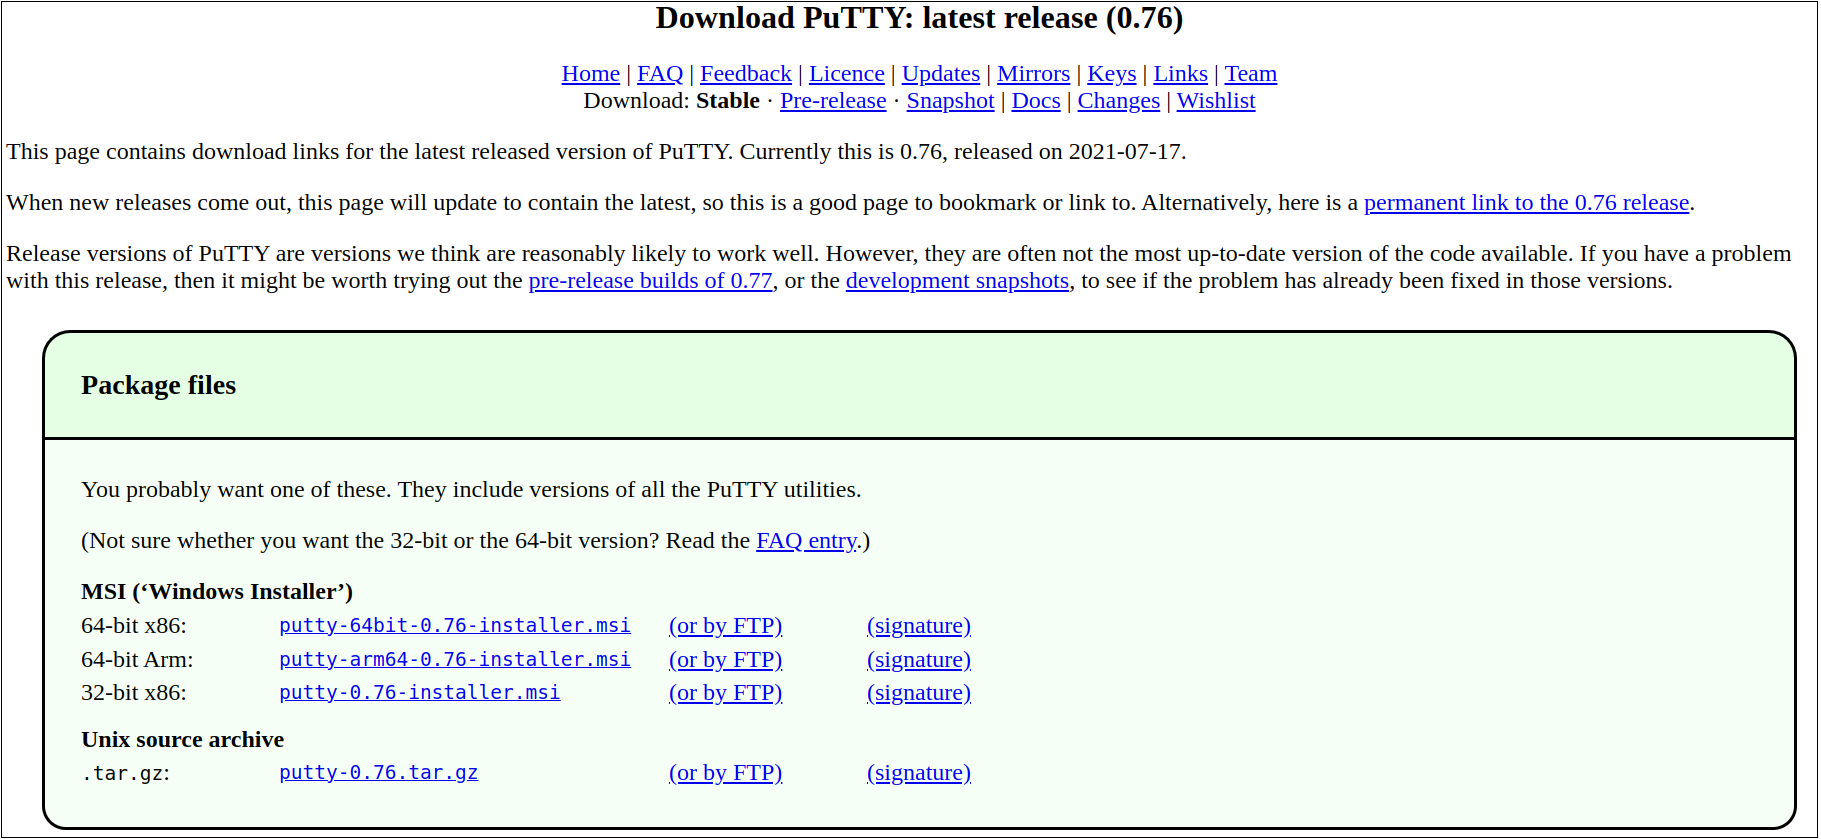 Download PuTTY: latest release (0.76)
Home | FAQ | Feedback | Licence | Updates | Mirrors | Keys | Links | Team
Download: Stable · Pre-release · Snapshot | Docs | Changes | Wishlist
This page contains download links for the latest released version of PuTTY. Currently this is 0.76, released on 2021-07-17.
When new releases come out, this page will update to contain the latest, so this is a good page to bookmark or link to. Alternatively, here is a permanent link to the 0.76 release.
Release versions of PuTTY are versions we think are reasonably likely to work well. However, they are often not the most up-to-date version of the code available. If you have a problem
with this release, then it might be worth trying out the pre-release builds of 0.77, or the development snapshots, to see if the problem has already been fixed in those versions.
Package files
You probably want one of these. They include versions of all the PuTTY utilities.
(Not sure whether you want the 32-bit or the 64-bit version? Read the FAQ entry.)
MSI (‘Windows Installer’)
64-bit x86: putty-64bit-0.76-installer.msi (or by FTP) (signature)
64-bit Arm: putty-arm64-0.76-installer.msi (or by FTP) (signature)
32-bit x86: putty-0.76-installer.msi (or by FTP) (signature)
Unix source archive
.tar.gz: putty-0.76.tar.gz (or by FTP) (signature)